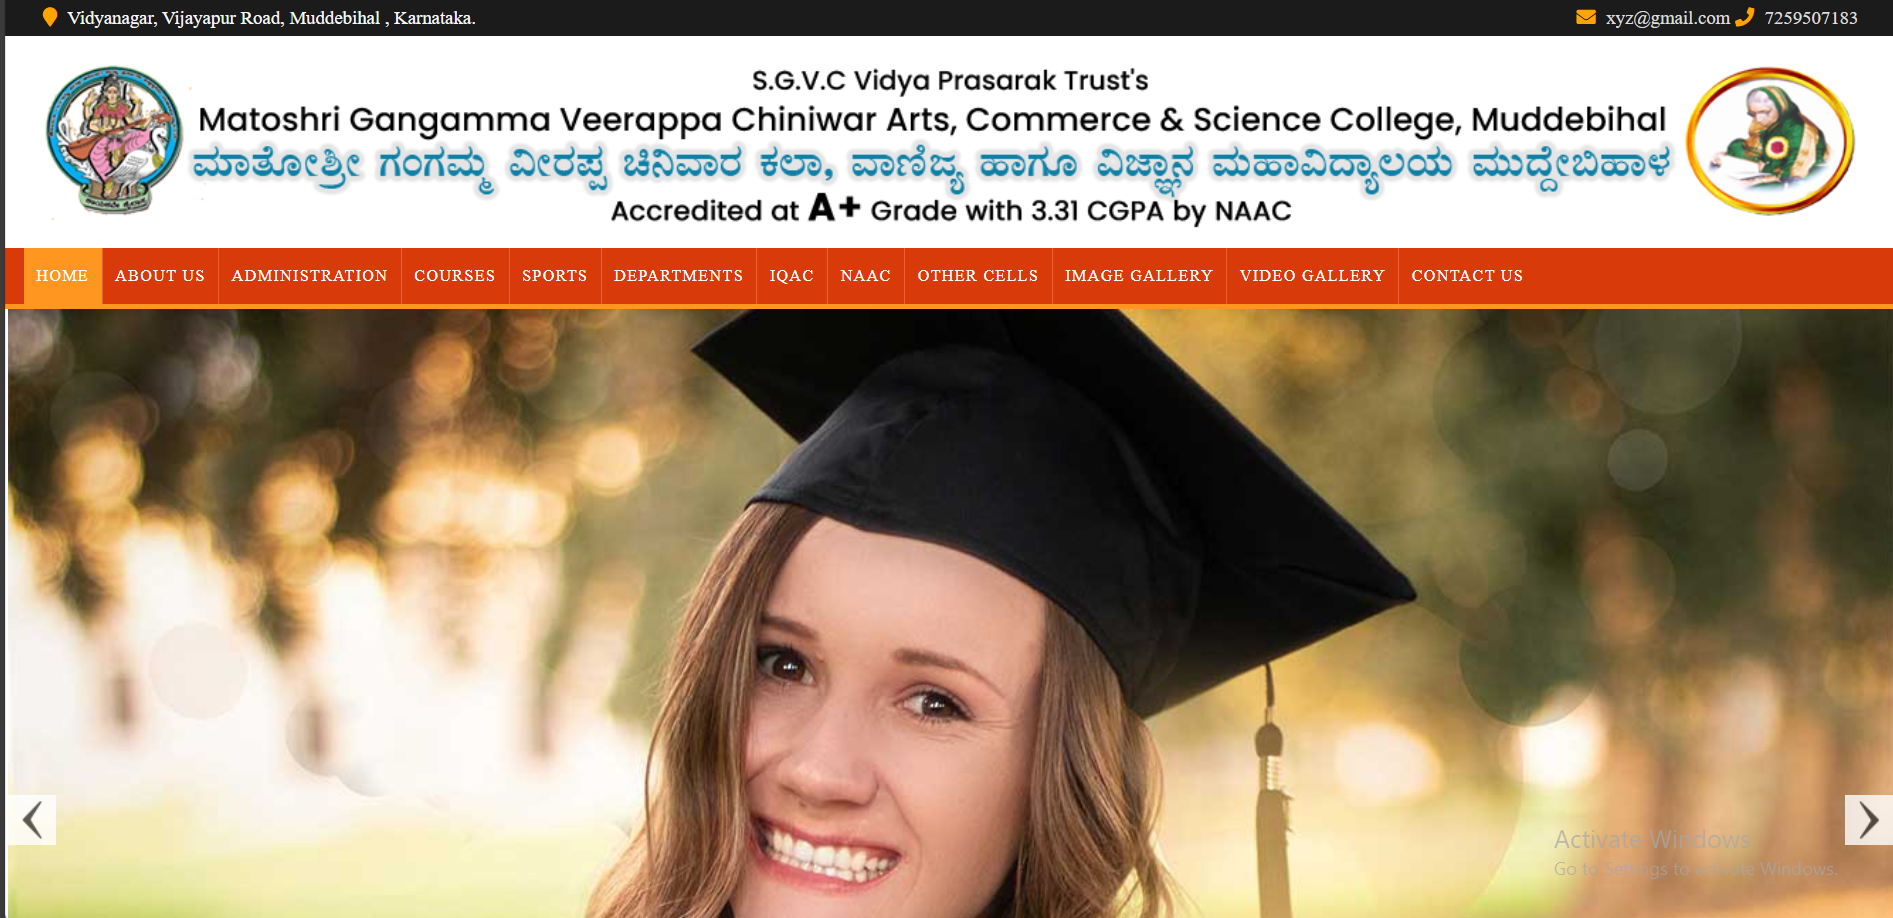 Vidyanagar, Vijayapur Road, Muddebihal , Karnataka.
xyz@gmail.com 7259507183
S.G.V.C Vidya Prasarak Trust's
Matoshri Gangamma Veerappa Chiniwar Arts, Commerce & Science College, Muddebihal
ಮಾತೋಶ್ರೀ ಗಂಗಮ್ಮ ವೀರಪ್ಪ ಚಿನಿವಾರ ಕಲಾ, ವಾಣಿಜ್ಯ ಹಾಗೂ ವಿಜ್ಞಾನ ಮಹಾವಿದ್ಯಾಲಯ ಮುದ್ದೇಬಿಹಾಳ
Accredited at A+ Grade with 3.31 CGPA by NAAC
HOME ABOUT US ADMINISTRATION COURSES SPORTS DEPARTMENTS IQAC NAAC OTHER CELLS IMAGE GALLERY VIDEO GALLERY CONTACT US
Activate Windows
Go to Settings to activate Windows.